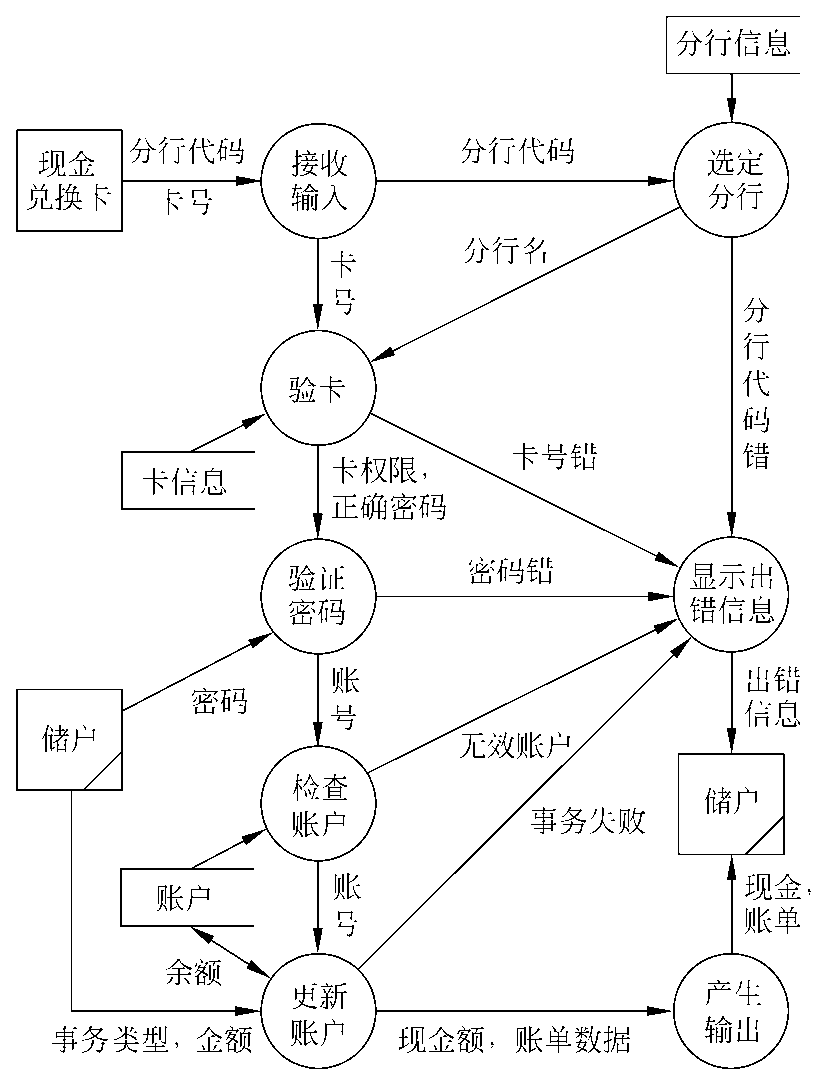 分行信息
现金
兑换卡
分行代码
卡号
接收
输入
分行代码
选定
分行
卡
号
分行名
分
行
代
码
错
验卡
卡信息
卡权限，
正确密码
卡号错
验证
密码
密码错
显示出
错信息
密码
账
号
出错
信息
储户
无效账户
检查
账户
储户
事务失败
账户
账
号
现金，
账单
余额
更新
账户
产生
输出
事务类型，金额
现金额，账单数据